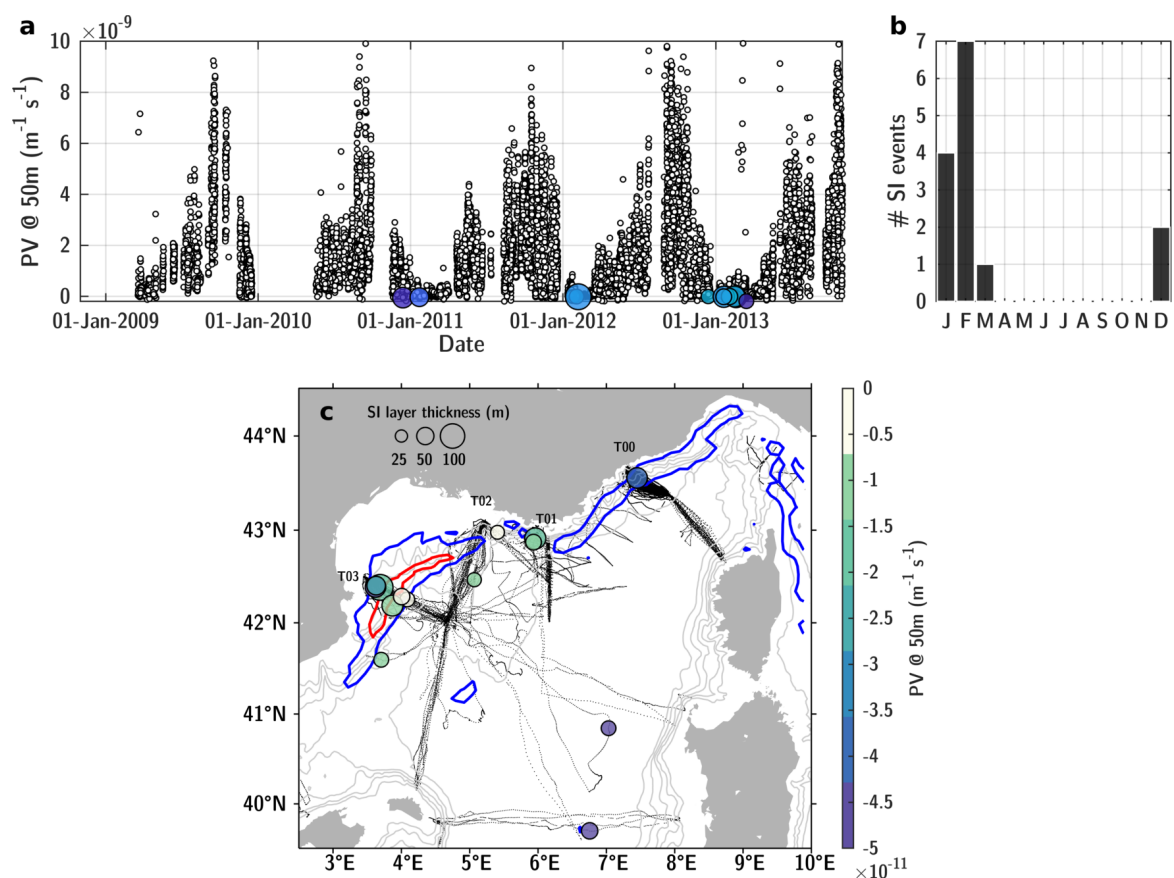 a
×10⁻⁹
10
8
6
4
2
0
PV @ 50m (m⁻¹ s⁻¹)
01-Jan-2009 01-Jan-2010 01-Jan-2011 01-Jan-2012 01-Jan-2013
Date
b
7
6
5
4
3
2
1
0
# SI events
J F M A M J J A S O N D
c
SI layer thickness (m)
25 50 100
T00
T02
T01
T03
44°N
43°N
42°N
41°N
40°N
3°E 4°E 5°E 6°E 7°E 8°E 9°E 10°E
0
-0.5
-1
-1.5
-2
-2.5
-3
-3.5
-4
-4.5
-5
×10⁻¹¹
PV @ 50m (m⁻¹ s⁻¹)